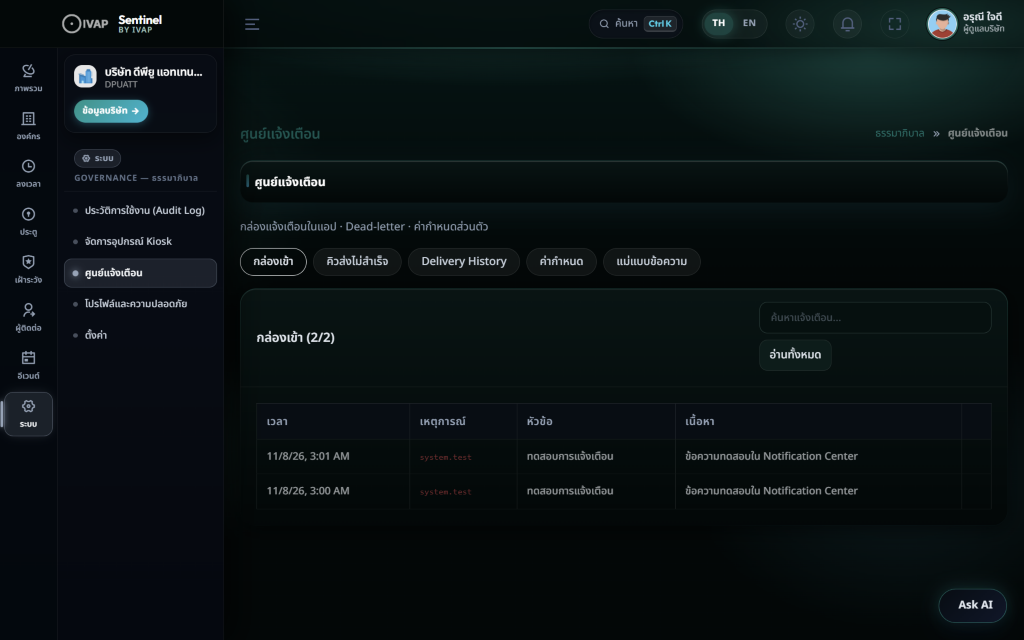 IVAP
Sentinel
BY IVAP
ค้นหา
Ctrl K
TH
EN
อรุณี ใจดี
ผู้ดูแลบริษัท
ภาพรวม
องค์กร
ลงเวลา
ประตู
เฝ้าระวัง
ผู้ติดต่อ
อีเวนต์
ระบบ
บริษัท ดีพียู แอทเทน...
DPUATT
ข้อมูลบริษัท →
ระบบ
GOVERNANCE — ธรรมาภิบาล
ประวัติการใช้งาน (Audit Log)
จัดการอุปกรณ์ Kiosk
ศูนย์แจ้งเตือน
โปรไฟล์และความปลอดภัย
ตั้งค่า
ศูนย์แจ้งเตือน
ธรรมาภิบาล » ศูนย์แจ้งเตือน
ศูนย์แจ้งเตือน
กล่องแจ้งเตือนในแอป · Dead-letter · ค่ากำหนดส่วนตัว
กล่องเข้า
คิวส่งไม่สำเร็จ
Delivery History
ค่ากำหนด
แม่แบบข้อความ
กล่องเข้า (2/2)
ค้นหาแจ้งเตือน...
อ่านทั้งหมด
เวลา เหตุการณ์ หัวข้อ เนื้อหา
11/8/26, 3:01 AM system.test ทดสอบการแจ้งเตือน ข้อความทดสอบใน Notification Center
11/8/26, 3:00 AM system.test ทดสอบการแจ้งเตือน ข้อความทดสอบใน Notification Center
Ask AI